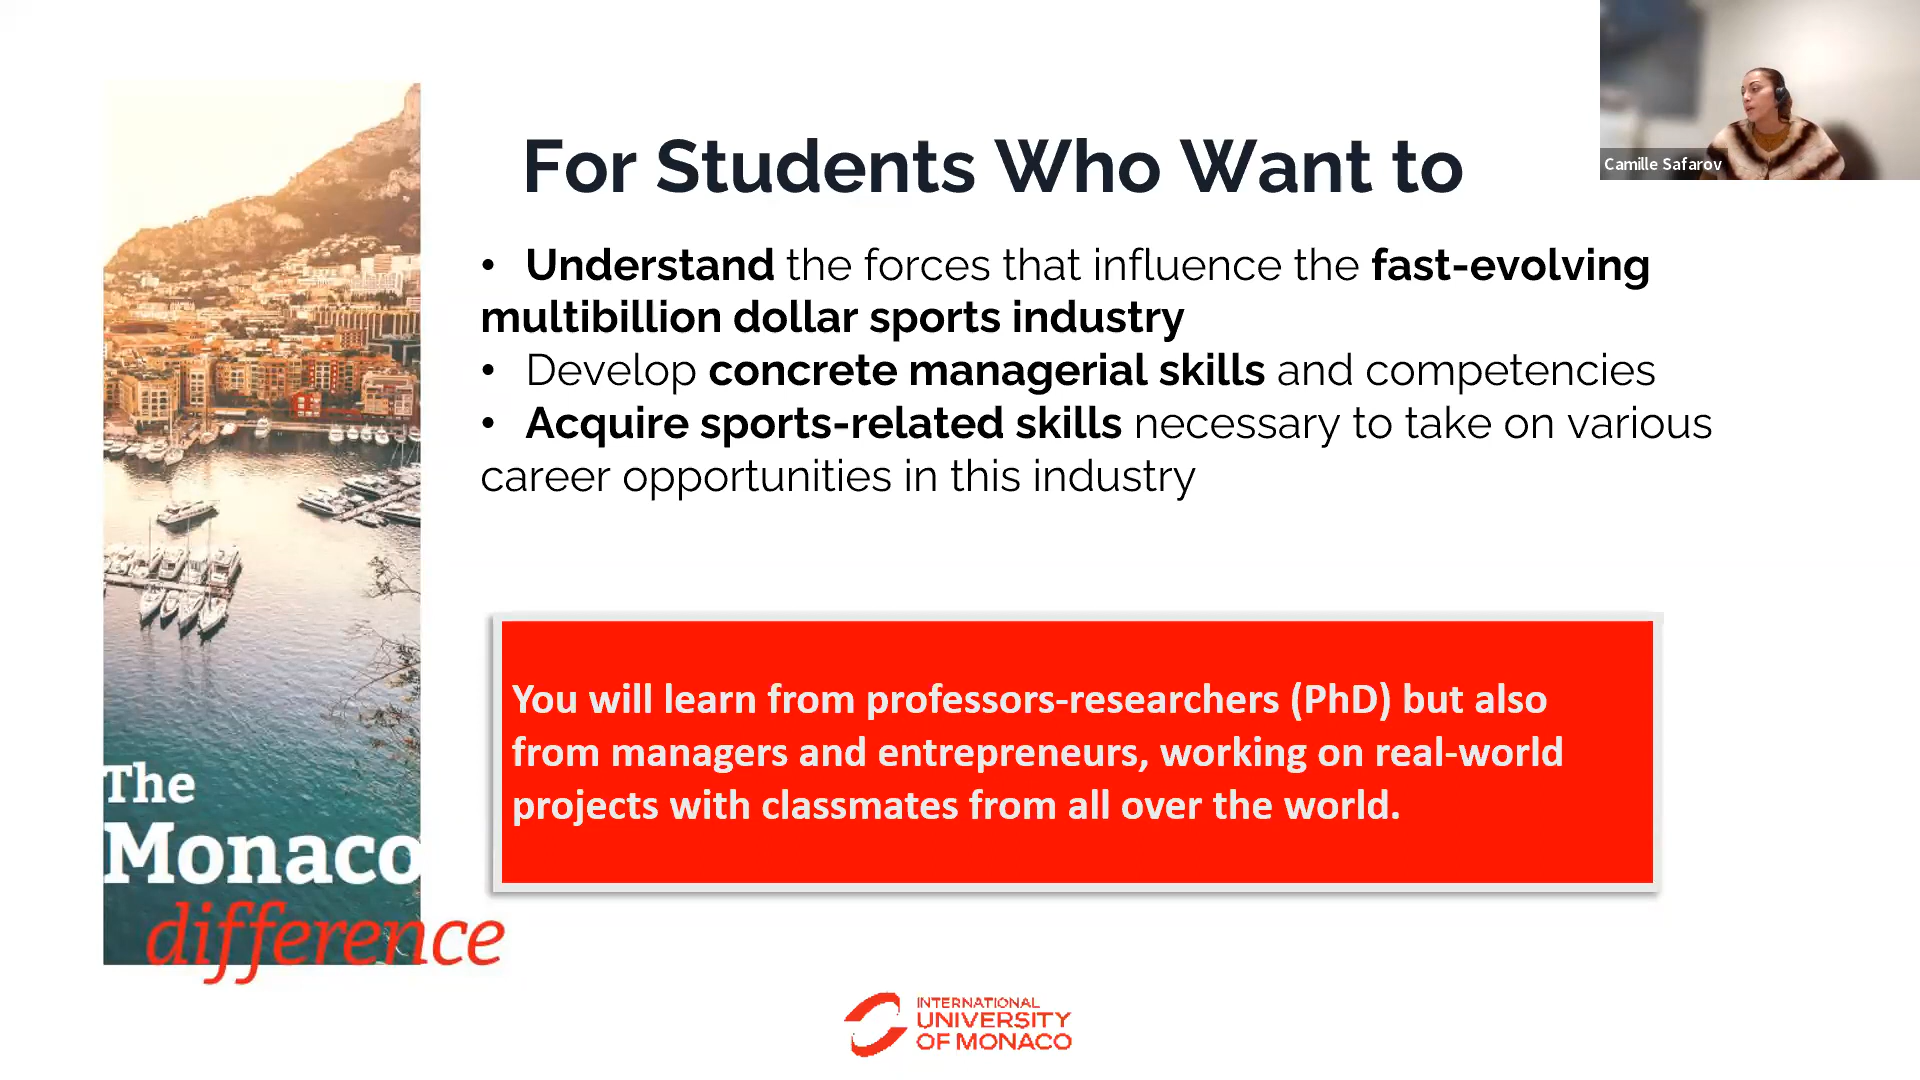 For Students Who Want to
Camille Safarov
• Understand the forces that influence the fast-evolving
multibillion dollar sports industry
• Develop concrete managerial skills and competencies
• Acquire sports-related skills necessary to take on various
career opportunities in this industry
You will learn from professors-researchers (PhD) but also
from managers and entrepreneurs, working on real-world
projects with classmates from all over the world.
The
Monaco
difference
INTERNATIONAL
UNIVERSITY
OF MONACO